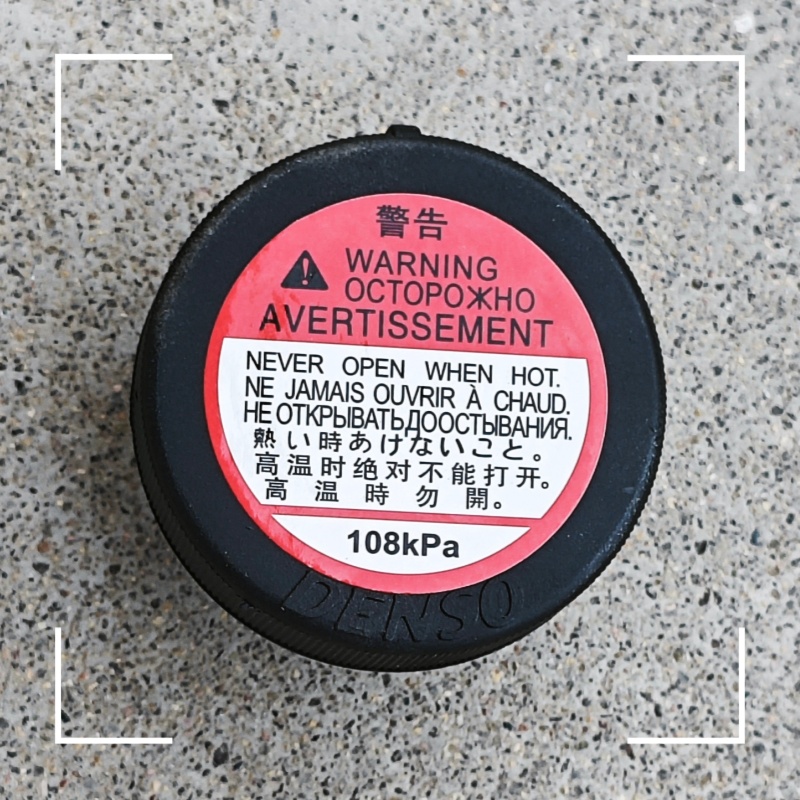 警告
WARNING
ОСТОРОЖНО
AVERTISSEMENT
NEVER OPEN WHEN HOT.
NE JAMAIS OUVRIR À CHAUD.
НЕ ОТКРЫВАТЬ ДО ОСТЫВАНИЯ.
熱い時あけないこと。
高温时绝对不能打开。
高温時勿開。
108kPa
DENSO